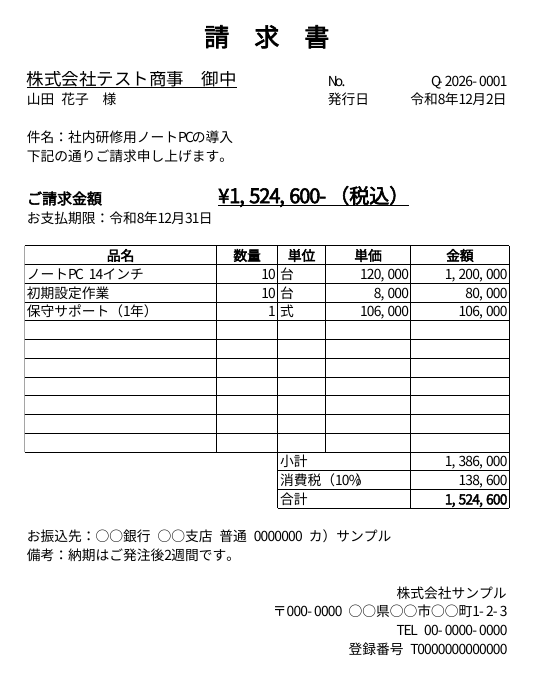 請 求 書
株式会社テスト商事 御中
No. Q-2026-0001
山田 花子 様
発行日 令和8年12月2日
件名：社内研修用ノートPCの導入
下記の通りご請求申し上げます。
ご請求金額 ¥1,524,600-（税込）
お支払期限：令和8年12月31日
品名 数量 単位 単価 金額
ノートPC 14インチ 10 台 120,000 1,200,000
初期設定作業 10 台 8,000 80,000
保守サポート（1年） 1 式 106,000 106,000
小計 1,386,000
消費税（10%） 138,600
合計 1,524,600
お振込先：〇〇銀行 〇〇支店 普通 0000000 カ）サンプル
備考：納期はご発注後2週間です。
株式会社サンプル
〒000-0000 〇〇県〇〇市〇〇町1-2-3
TEL 00-0000-0000
登録番号 T0000000000000